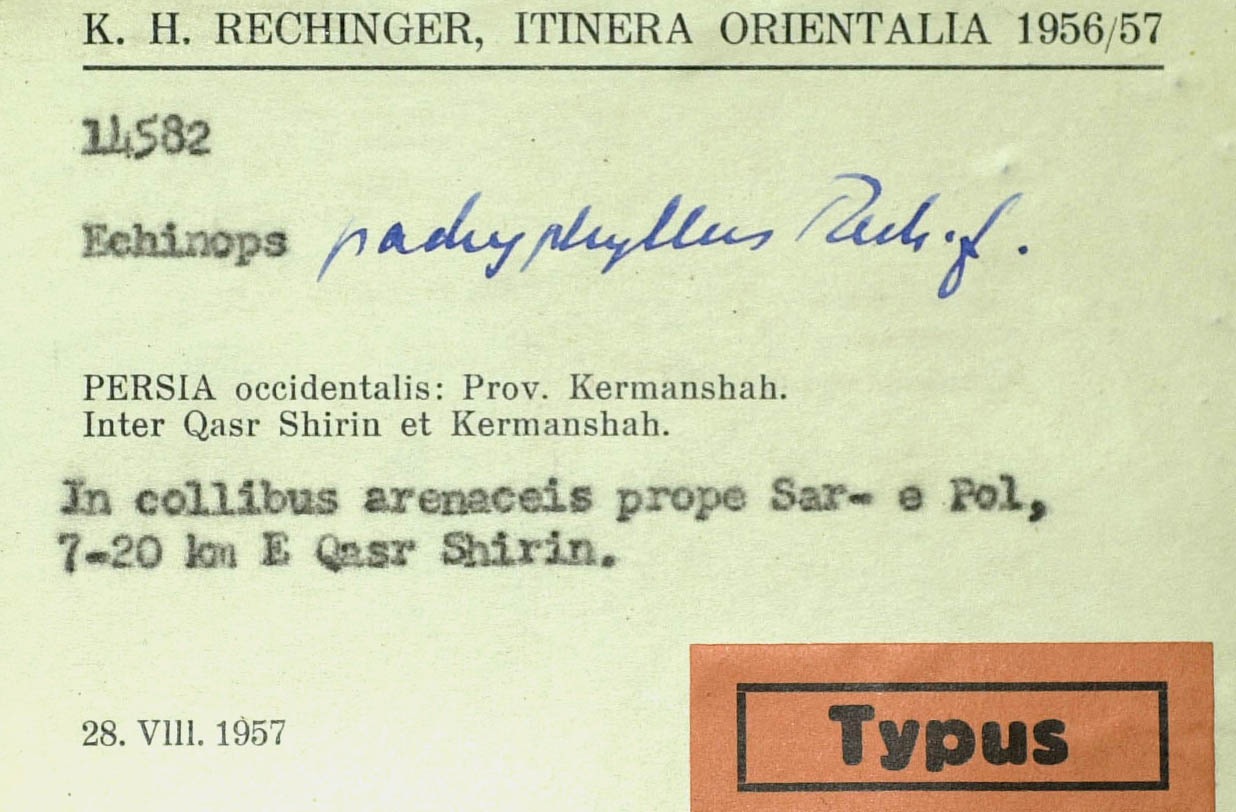 K. H. RECHINGER, ITINERA ORIENTALIA 1956/57
14582
Echinops pachyphyllus Rech. f.
PERSIA occidentalis: Prov. Kermanshah.
Inter Qasr Shirin et Kermanshah.
In collibus arenaceis prope Sar- e Pol,
7-20 km E Qasr Shirin.
28. VIII. 1957
Typus